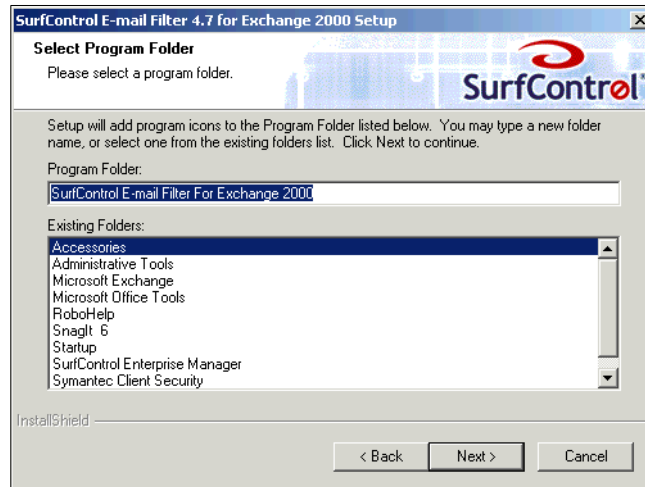 SurfControl E-mail Filter 4.7 for Exchange 2000 Setup
Select Program Folder
Please select a program folder.
SurfControl
Setup will add program icons to the Program Folder listed below. You may type a new folder
name, or select one from the existing folders list. Click Next to continue.
Program Folder:
SurfControl E-mail Filter For Exchange 2000
Existing Folders:
Accessories
Administrative Tools
Microsoft Exchange
Microsoft Office Tools
RoboHelp
SnagIt 6
Startup
SurfControl Enterprise Manager
Symantec Client Security
InstallShield
< Back
Next >
Cancel